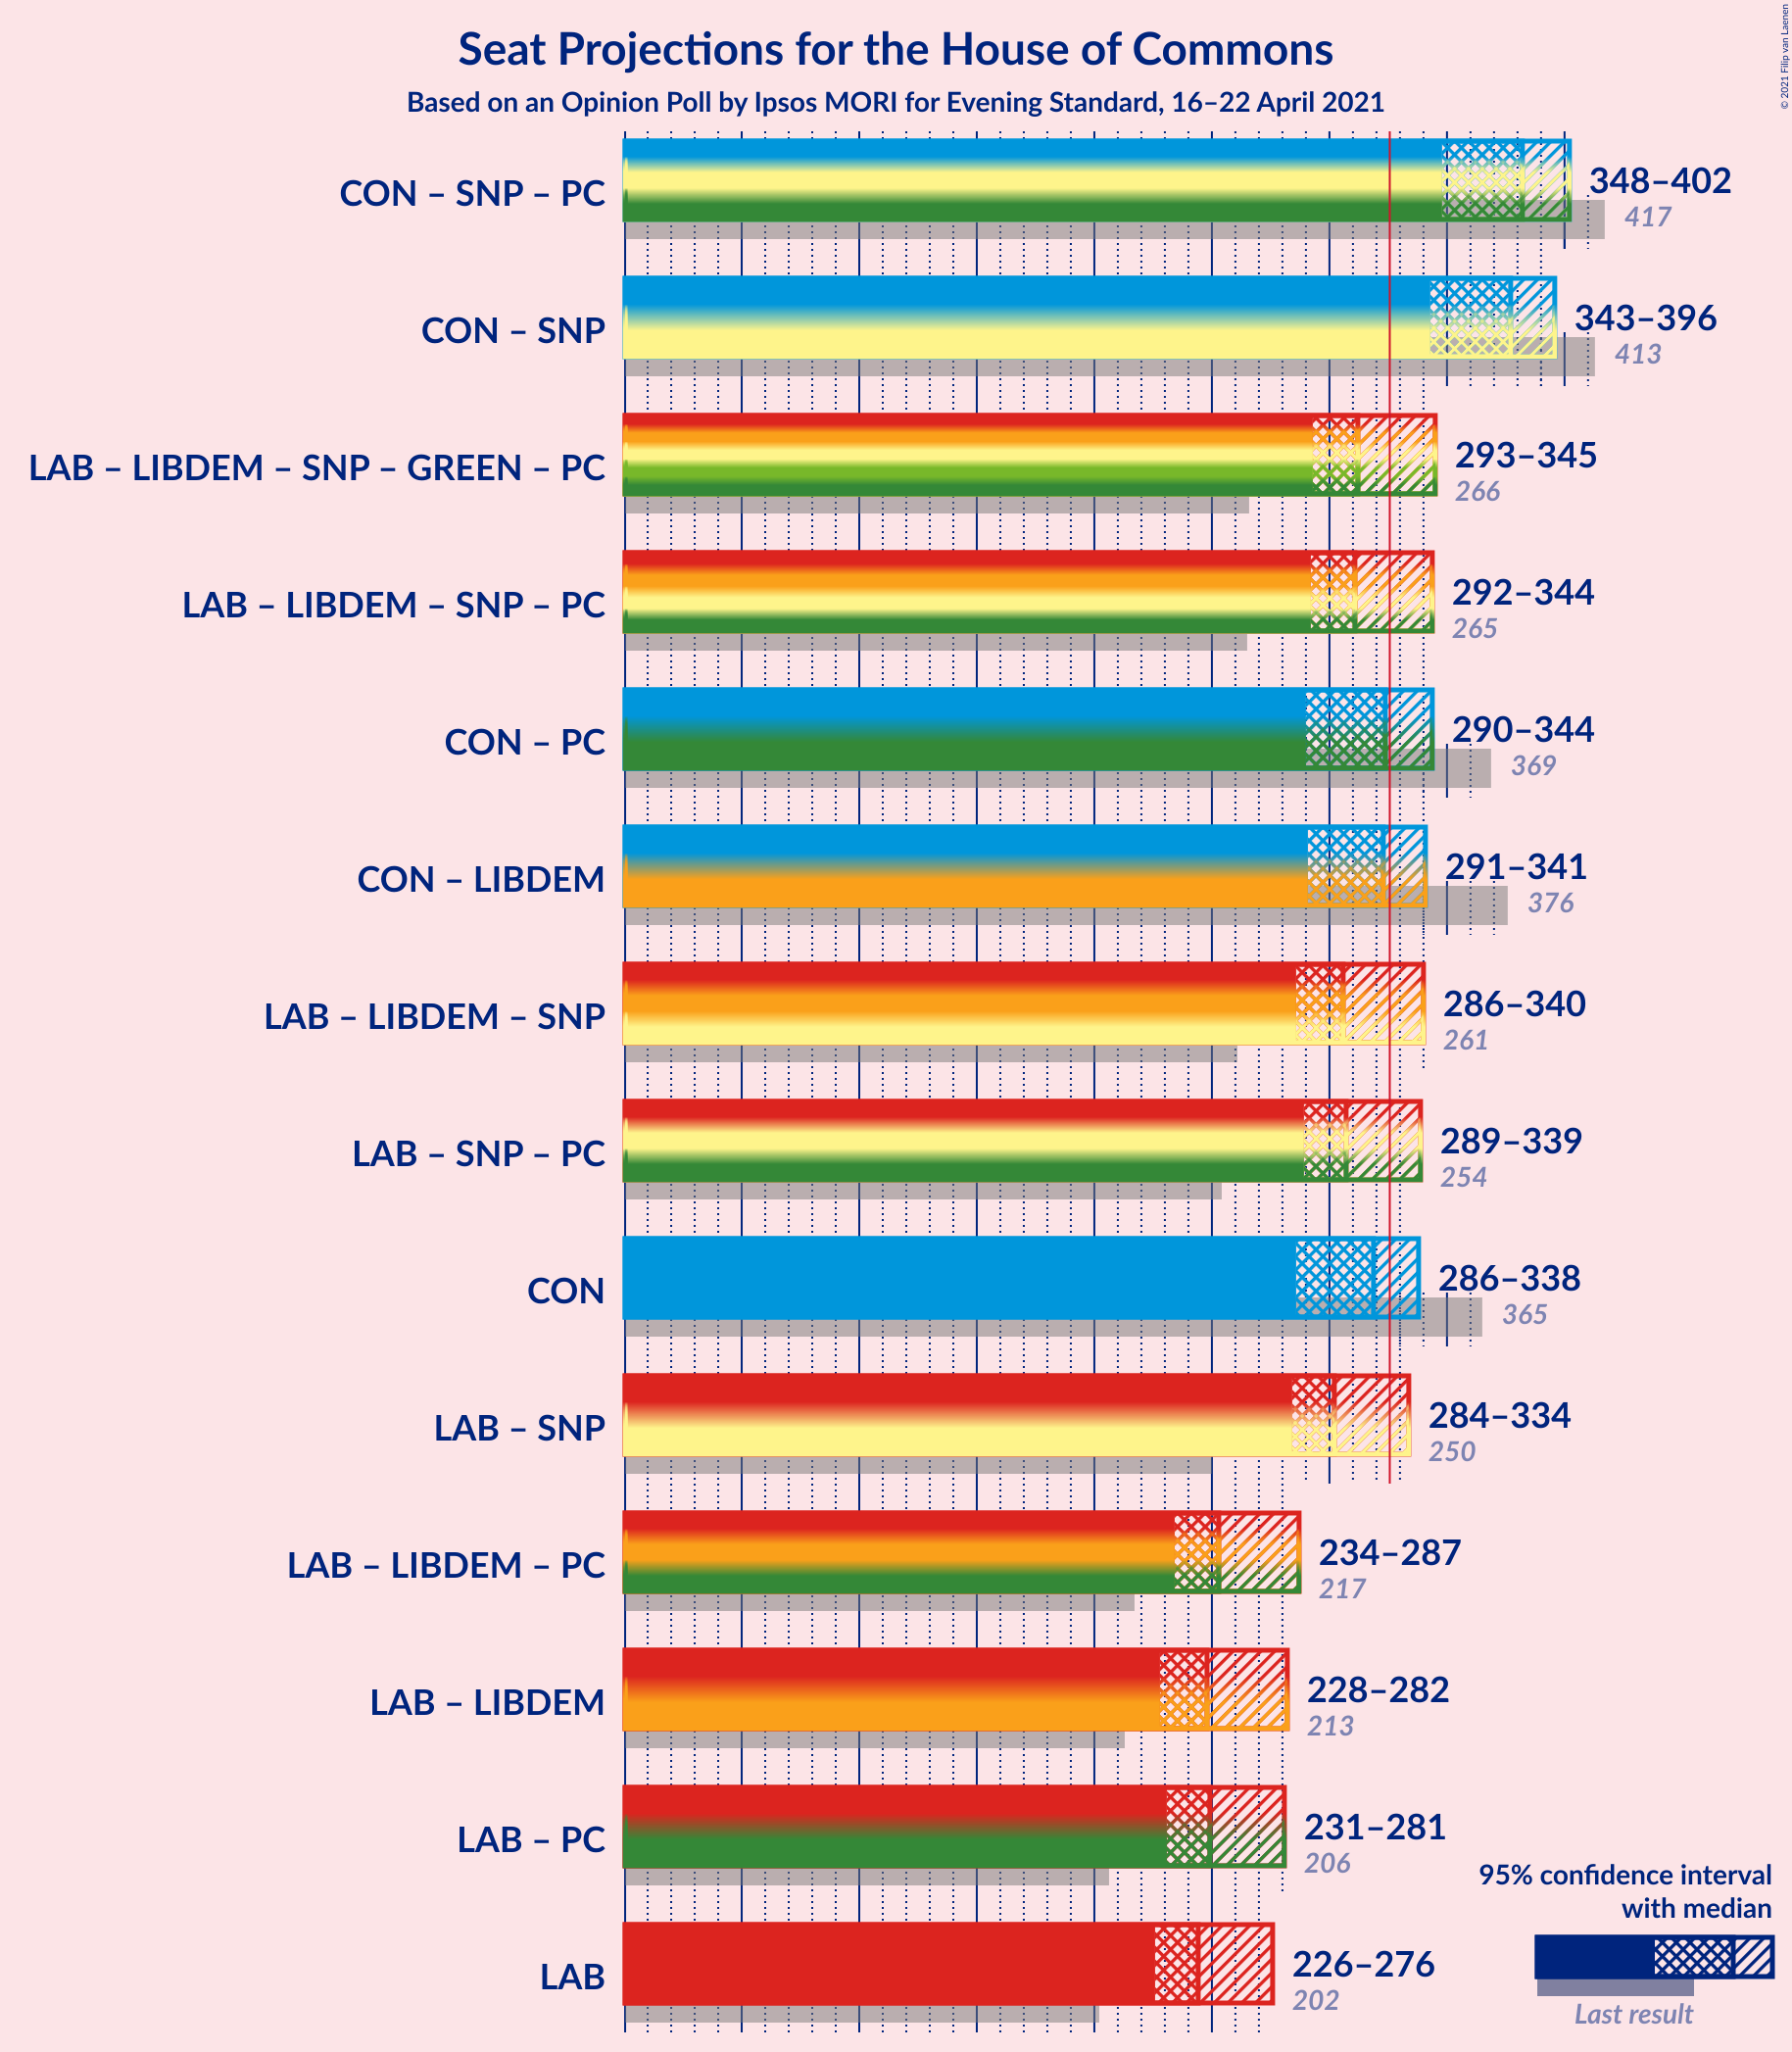 Seat Projections for the House of Commons
Based on an Opinion Poll by Ipsos MORI for Evening Standard, 16–22 April 2021
© 2021 Filip van Laenen
CON – SNP – PC
348–402
417
CON – SNP
343–396
413
LAB – LIBDEM – SNP – GREEN – PC
293–345
266
LAB – LIBDEM – SNP – PC
292–344
265
CON – PC
290–344
369
CON – LIBDEM
291–341
376
LAB – LIBDEM – SNP
286–340
261
LAB – SNP – PC
289–339
254
CON
286–338
365
LAB – SNP
284–334
250
LAB – LIBDEM – PC
234–287
217
LAB – LIBDEM
228–282
213
LAB – PC
231–281
206
LAB
226–276
202
95% confidence interval
with median
Last result